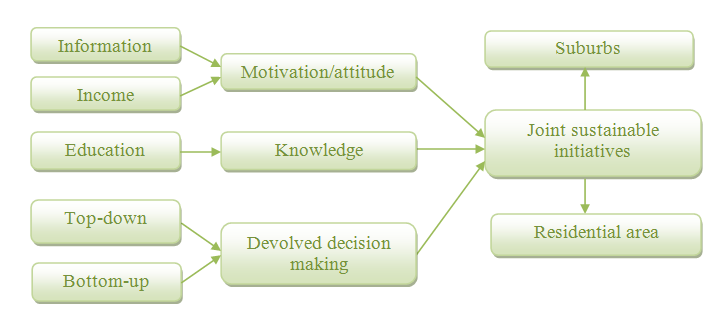 Information
Income
Education
Top-down
Bottom-up
Motivation/attitude
Knowledge
Devolved decision
making
Suburbs
Joint sustainable
initiatives
Residential area